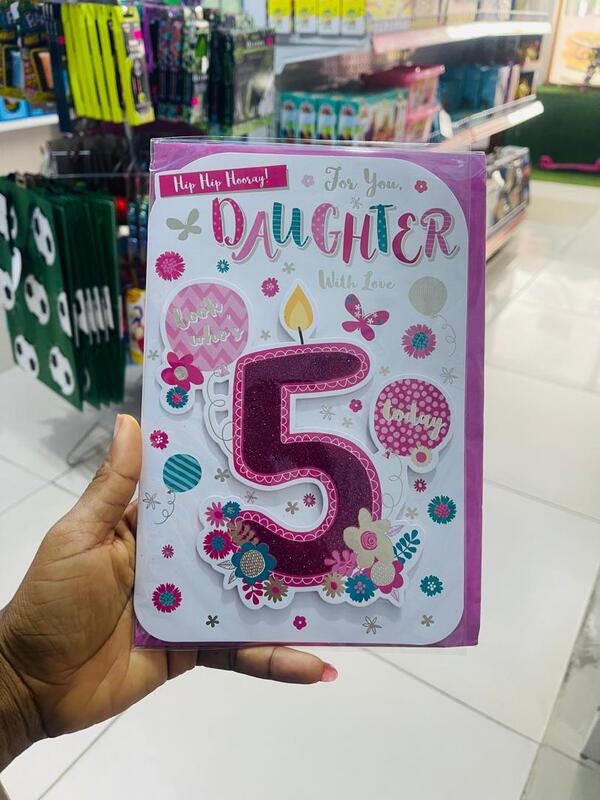 Hip Hip Hooray!
For You,
DAUGHTER
With Love
look
who's
5
today